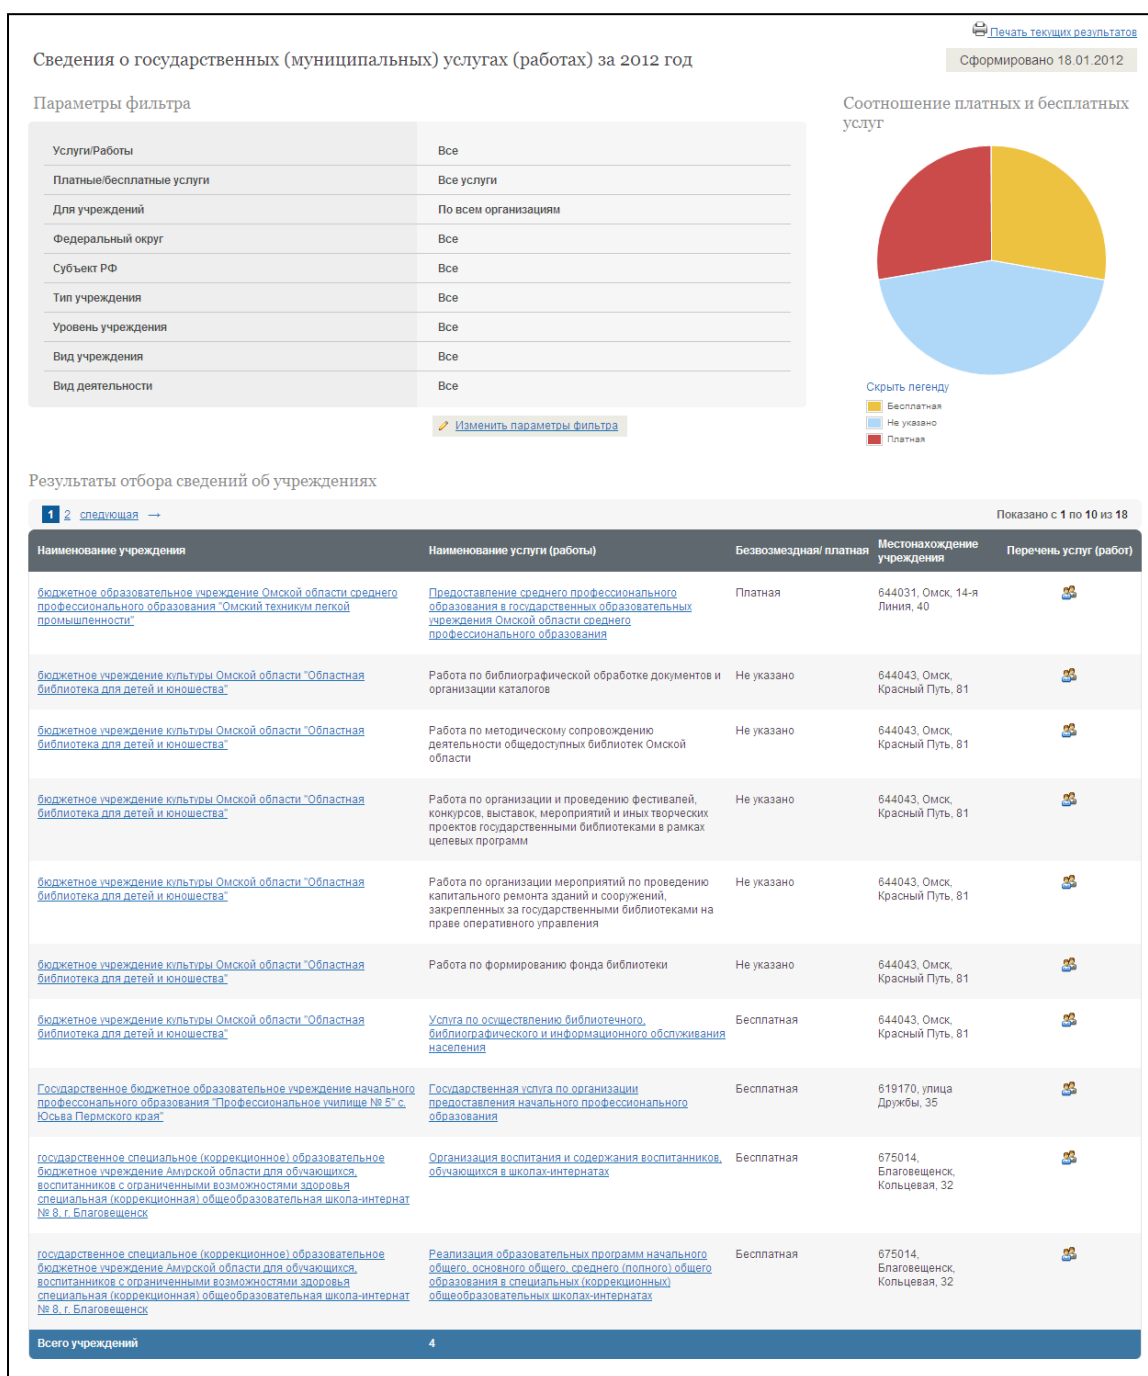 Печать текущих результатов
Сведения о государственных (муниципальных) услугах (работах) за 2012 год
Сформировано 18.01.2012
Параметры фильтра
Услуги/Работы Все
Платные/бесплатные услуги Все услуги
Для учреждений По всем организациям
Федеральный округ Все
Субъект РФ Все
Тип учреждения Все
Уровень учреждения Все
Вид учреждения Все
Вид деятельности Все
Изменить параметры фильтра
Соотношение платных и бесплатных
услуг
Скрыть легенду
Бесплатная
Не указано
Платная
Результаты отбора сведений об учреждениях
1 2 следующая → Показано с 1 по 10 из 18
Наименование учреждения Наименование услуги (работы) Безвозмездная/ платная Местонахождение
учреждения Перечень услуг (работ)
бюджетное образовательное учреждение Омской области среднего
профессионального образования "Омский техникум легкой
промышленности"
Предоставление среднего профессионального
образования в государственных образовательных
учреждения Омской области среднего
профессионального образования
Платная
644031, Омск, 14-я
Линия, 40
бюджетное учреждение культуры Омской области "Областная
библиотека для детей и юношества"
Работа по библиографической обработке документов и
организации каталогов
Не указано
644043, Омск,
Красный Путь, 81
бюджетное учреждение культуры Омской области "Областная
библиотека для детей и юношества"
Работа по методическому сопровождению
деятельности общедоступных библиотек Омской
области
Не указано
644043, Омск,
Красный Путь, 81
бюджетное учреждение культуры Омской области "Областная
библиотека для детей и юношества"
Работа по организации и проведению фестивалей,
конкурсов, выставок, мероприятий и иных творческих
проектов государственными библиотеками в рамках
целевых программ
Не указано
644043, Омск,
Красный Путь, 81
бюджетное учреждение культуры Омской области "Областная
библиотека для детей и юношества"
Работа по организации мероприятий по проведению
капитального ремонта зданий и сооружений,
закрепленных за государственными библиотеками на
праве оперативного управления
Не указано
644043, Омск,
Красный Путь, 81
бюджетное учреждение культуры Омской области "Областная
библиотека для детей и юношества"
Работа по формированию фонда библиотеки
Не указано
644043, Омск,
Красный Путь, 81
бюджетное учреждение культуры Омской области "Областная
библиотека для детей и юношества"
Услуга по осуществлению библиотечного,
библиографического и информационного обслуживания
населения
Бесплатная
644043, Омск,
Красный Путь, 81
Государственное бюджетное образовательное учреждение начального
профессонального образования "Профессиональное училище № 5" с.
Юсьва Пермского края"
Государственная услуга по организации
предоставления начального профессионального
образования
Бесплатная
619170, улица
Дружбы, 35
государственное специальное (коррекционное) образовательное
бюджетное учреждение Амурской области для обучающихся,
воспитанников с ограниченными возможностями здоровья
специальная (коррекционная) общеобразовательная школа-интернат
№ 8, г. Благовещенск
Организация воспитания и содержания воспитанников,
обучающихся в школах-интернатах
Бесплатная
675014,
Благовещенск,
Кольцевая, 32
государственное специальное (коррекционное) образовательное
бюджетное учреждение Амурской области для обучающихся,
воспитанников с ограниченными возможностями здоровья
специальная (коррекционная) общеобразовательная школа-интернат
№ 8, г. Благовещенск
Реализация образовательных программ начального
общего, основного общего, среднего (полного) общего
образования в специальных (коррекционных)
общеобразовательных школах-интернатах
Бесплатная
675014,
Благовещенск,
Кольцевая, 32
Всего учреждений 4